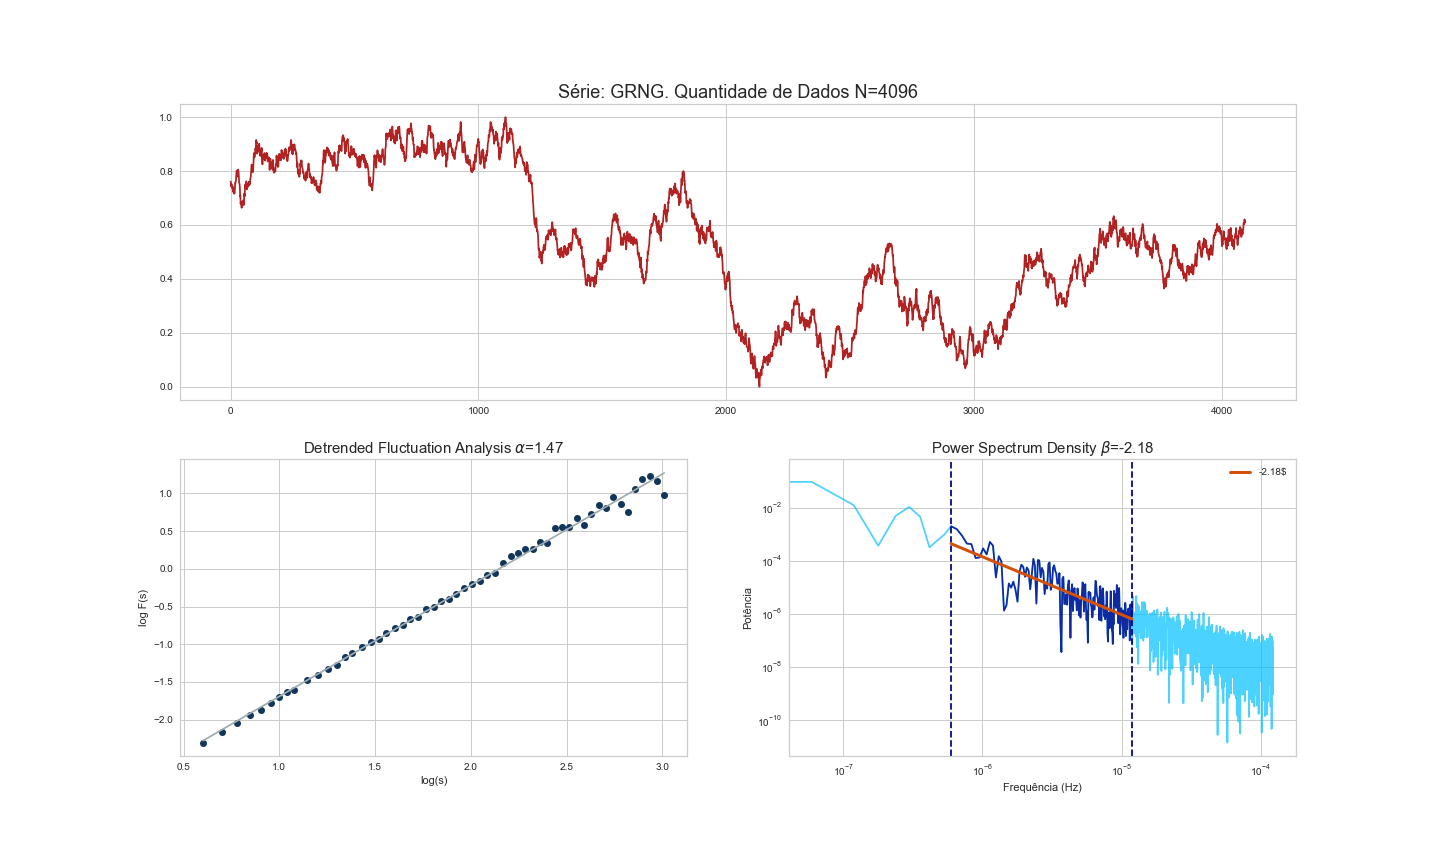 Série: GRNG. Quantidade de Dados N=4096
1.0
0.8
0.6
0.4
0.2
0.0
0 1000 2000 3000 4000
Detrended Fluctuation Analysis α=1.47
log F(s)
1.0
0.5
0.0
−0.5
−1.0
−1.5
−2.0
0.5 1.0 1.5 2.0 2.5 3.0
log(s)
Power Spectrum Density β=-2.18
-2.18$
Potência
10⁻²
10⁻⁴
10⁻⁶
10⁻⁸
10⁻¹⁰
10⁻⁷ 10⁻⁶ 10⁻⁵ 10⁻⁴
Frequência (Hz)